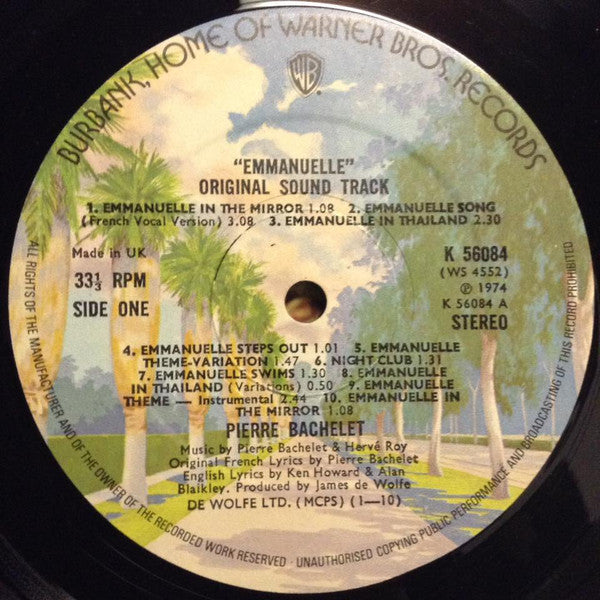 BURBANK, HOME OF WARNER BROS. RECORDS
WB
"EMMANUELLE"
ORIGINAL SOUND TRACK
1. EMMANUELLE IN THE MIRROR 1.08 2. EMMANUELLE SONG
(French Vocal Version) 3.08 3. EMMANUELLE IN THAILAND 2.30
Made in UK
33⅓ RPM
SIDE ONE
K 56084
(WS 4552)
Ⓟ 1974
K 56084 A
STEREO
4. EMMANUELLE STEPS OUT 1.01 5. EMMANUELLE
THEME-VARIATION 1.47 6. NIGHT CLUB 1.31
7. EMMANUELLE SWIMS 1.30 8. EMMANUELLE
IN THAILAND (Variations) 0.50 9. EMMANUELLE
THEME — Instrumental 2.44 10. EMMANUELLE IN
THE MIRROR 1.08
PIERRE BACHELET
Music by Pierre Bachelet & Hervé Roy
Original French Lyrics by Pierre Bachelet
English Lyrics by Ken Howard & Alan
Blaikley. Produced by James de Wolfe
DE WOLFE LTD. (MCPS) (1—10)
ALL RIGHTS OF THE MANUFACTURER AND OF THE OWNER OF THE RECORDED WORK RESERVED · UNAUTHORISED COPYING PUBLIC PERFORMANCE AND BROADCASTING OF THIS RECORD PROHIBITED